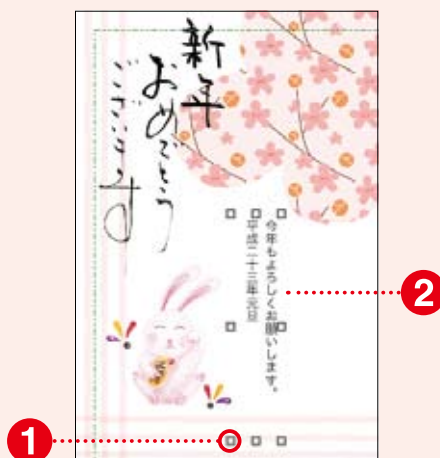 新年
おめでとう
ございます
今年もよろしくお願いします。
平成二十三年元旦
2
1